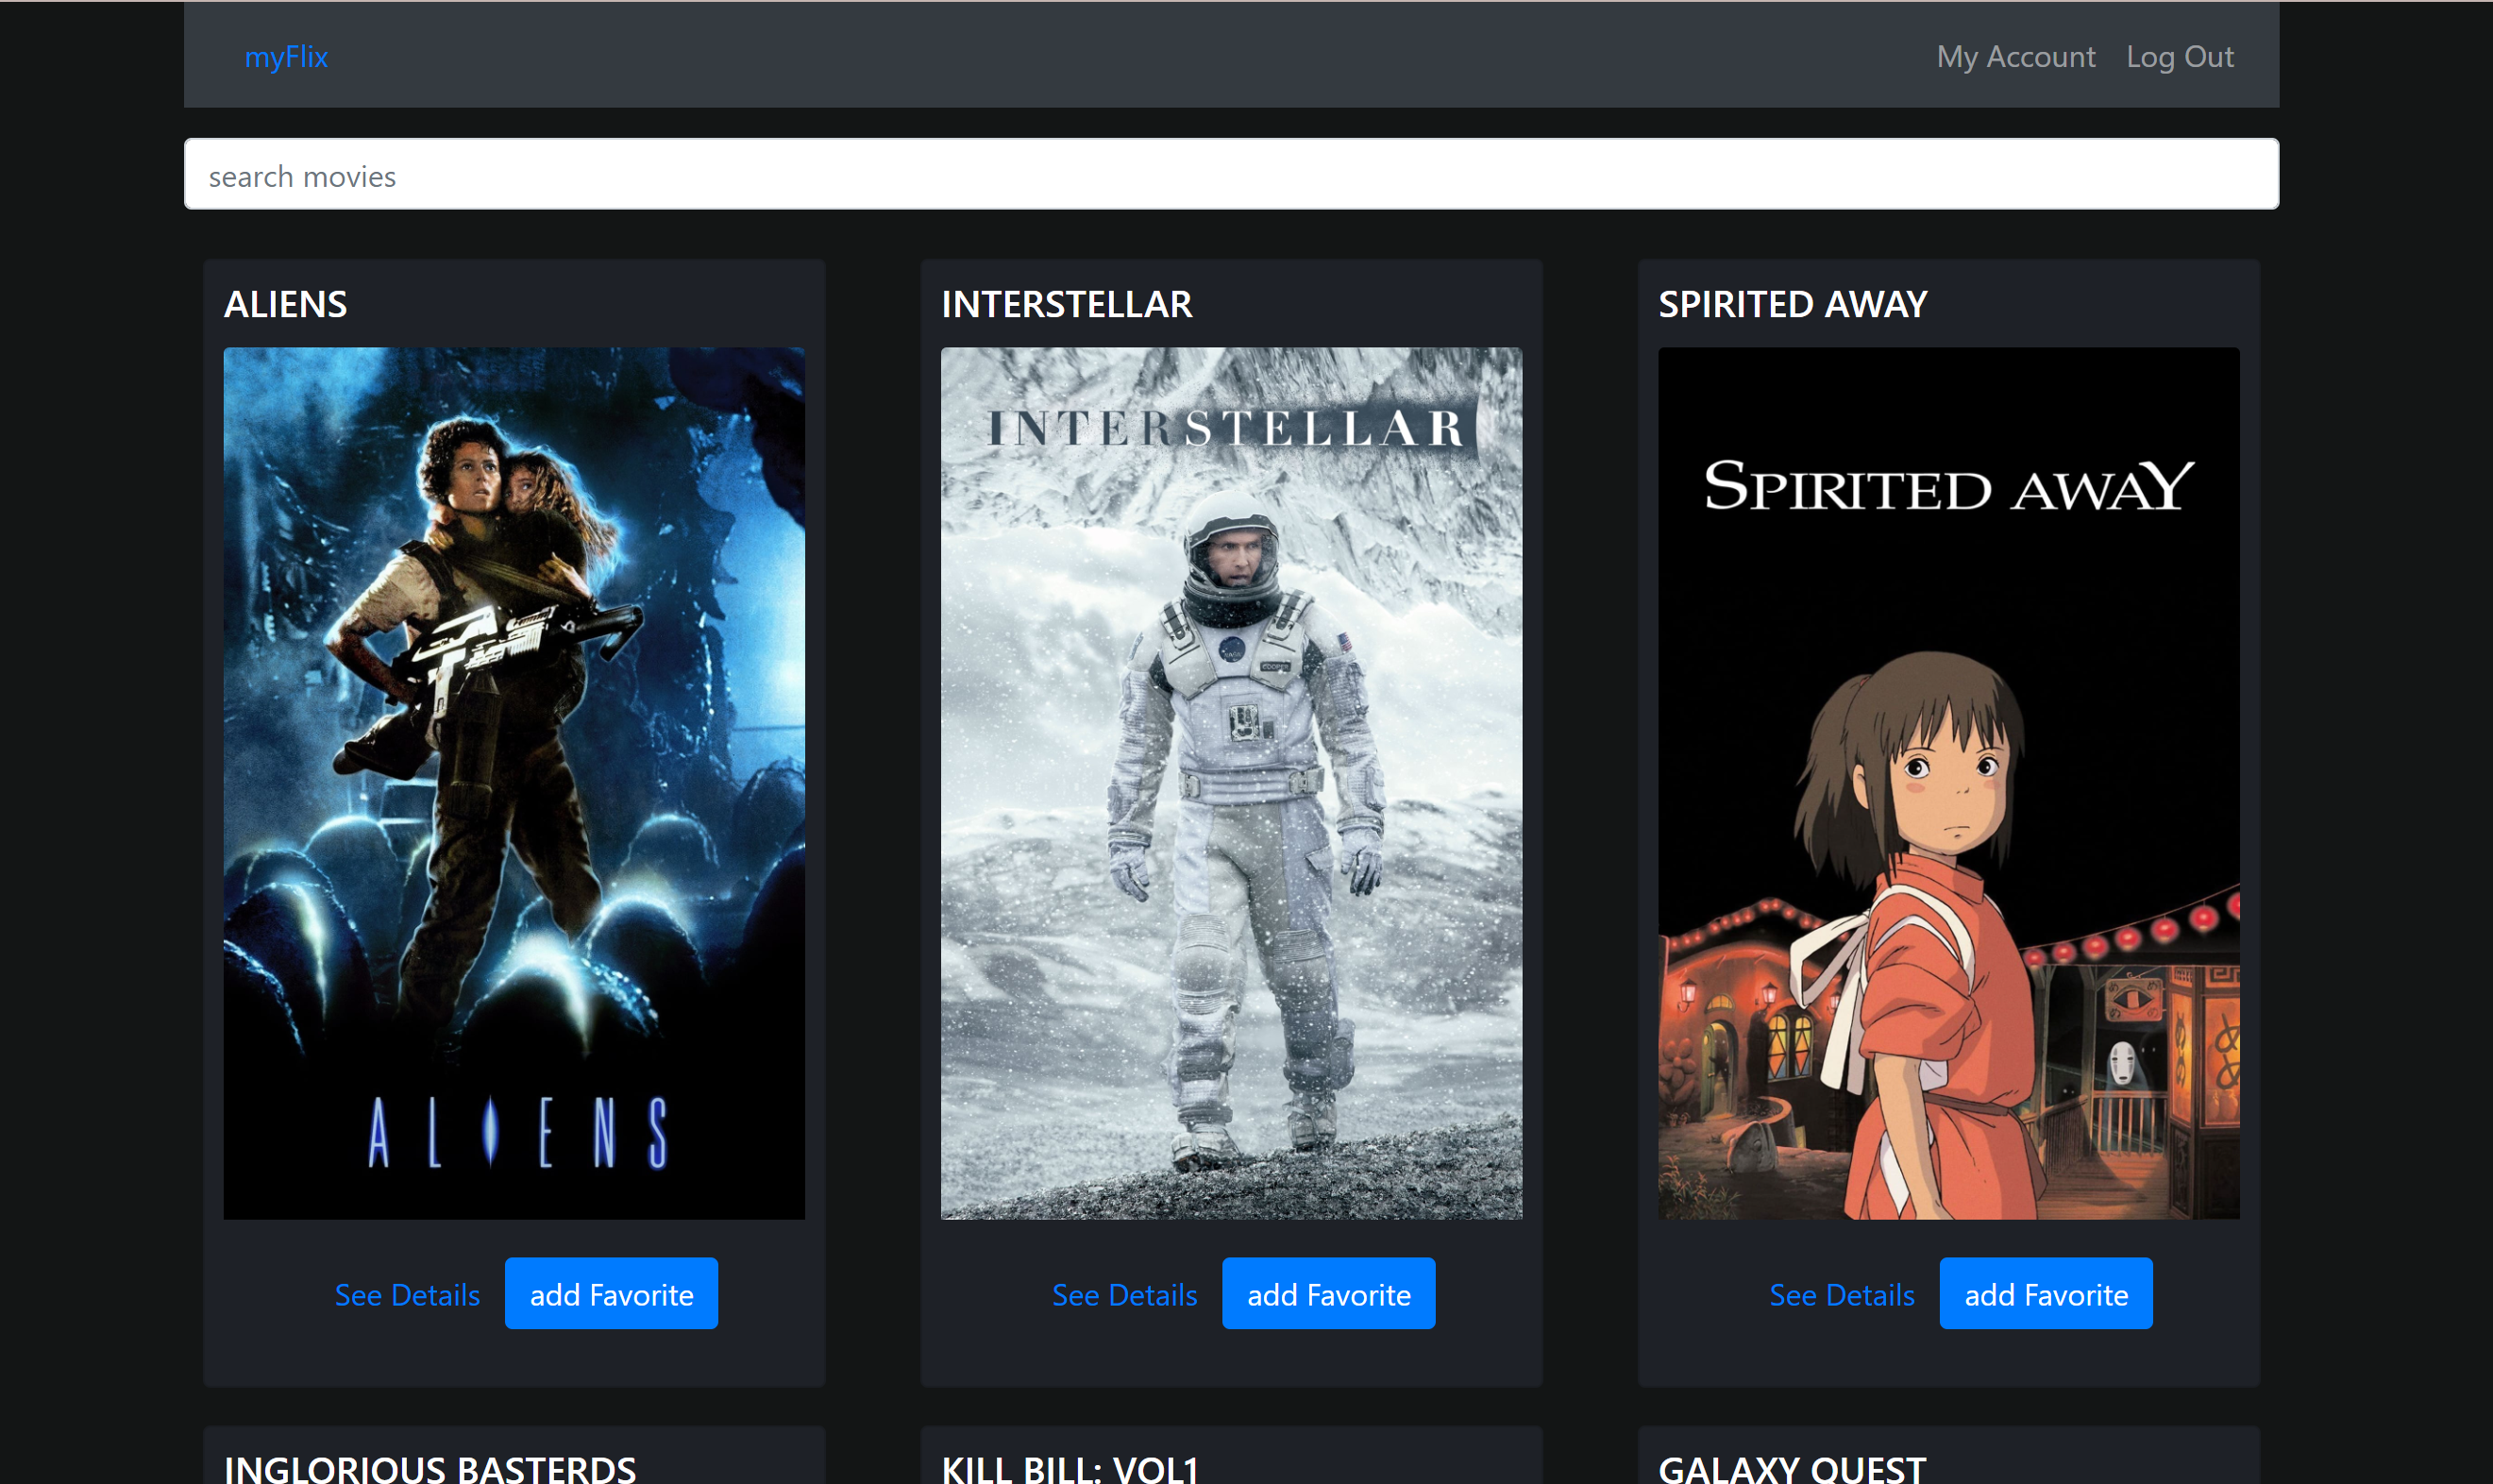 myFlix
My Account Log Out
search movies
ALIENS
INTERSTELLAR
INTERSTELLAR
COOPER
SPIRITED AWAY
SPIRITED AWAY
ALIENS
See Details add Favorite
See Details add Favorite
See Details add Favorite
INGLORIOUS BASTERDS
KILL BILL: VOL1
GALAXY QUEST